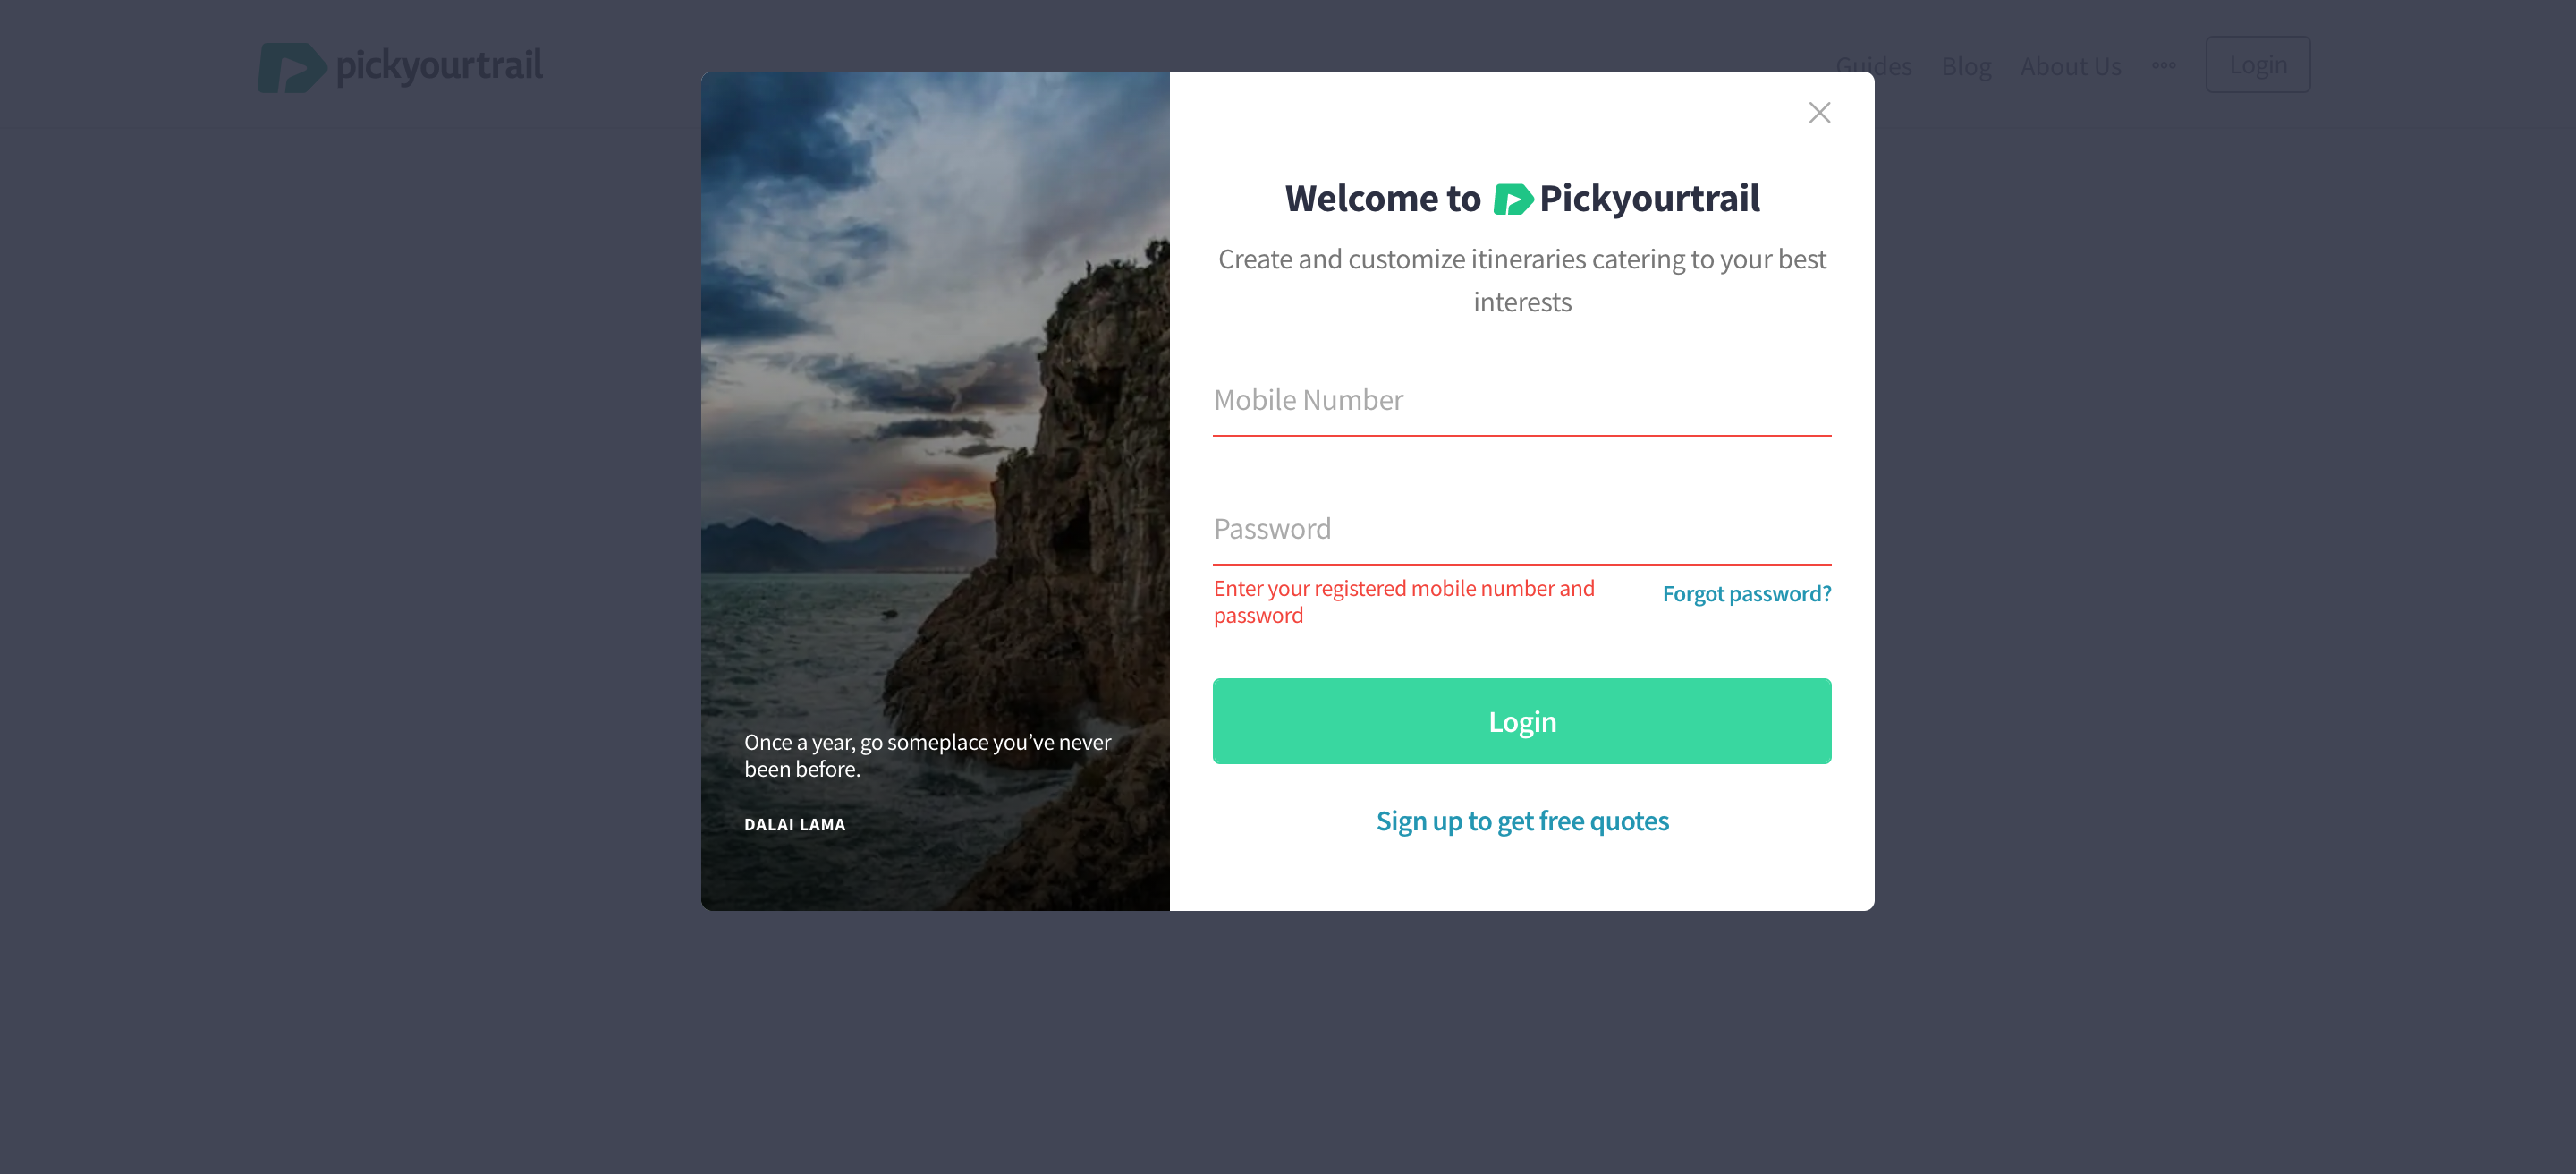 pickyourtrail
Guides Blog About Us Login
Welcome to Pickyourtrail
Create and customize itineraries catering to your best
interests
Mobile Number
Password
Enter your registered mobile number and
password
Forgot password?
Login
Sign up to get free quotes
Once a year, go someplace you’ve never
been before.
DALAI LAMA